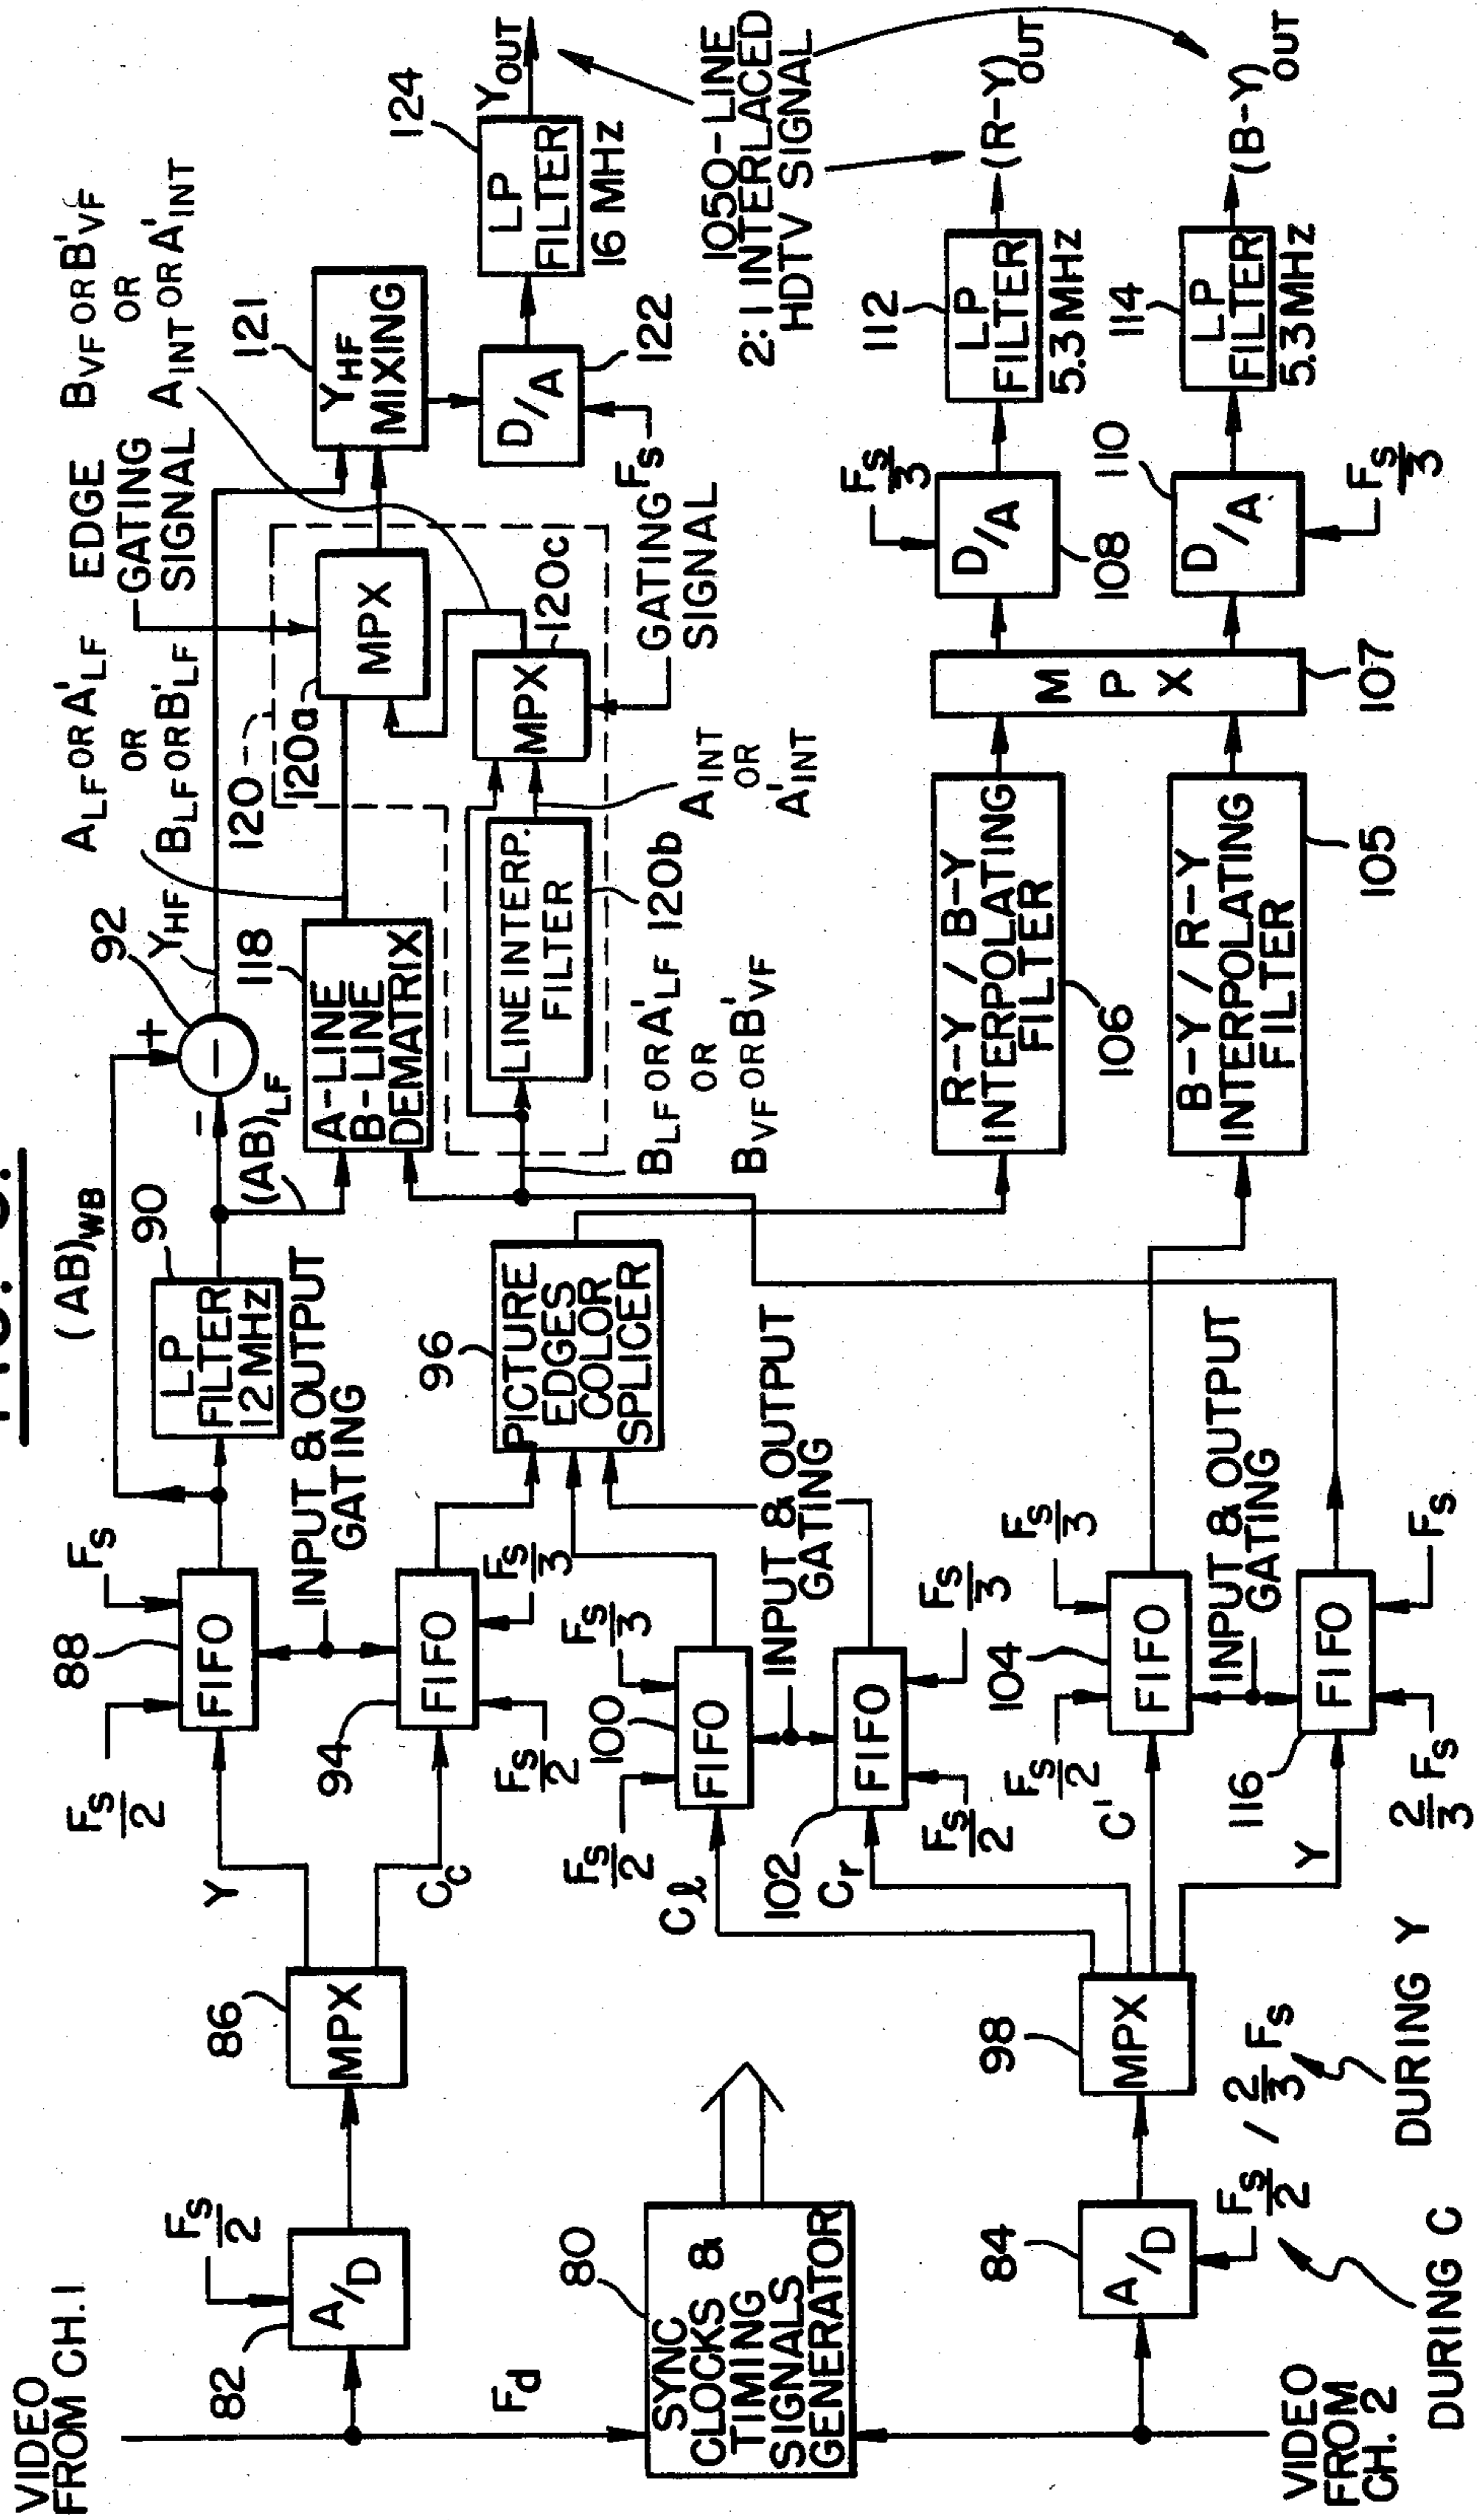 VIDEO
FROM CH. 1
82
A/D
Fs/2
Fd
86
MPX
Y
Cc
Fs/2
88
FIFO
Fs
INPUT & OUTPUT
GATING
94
FIFO
Fs/2
Fs/3
(AB)WB
90
LP
FILTER
12 MHz
(AB)LF
92
+
−
−
YHF
118
A-LINE
B-LINE
DEMATRIX
ALF OR A'LF
OR
BLF OR B'LF
EDGE
GATING
SIGNAL
120
120a
MPX
BVF OR B'VF
OR
AINT OR A'INT
121
YHF
MIXING
122
D/A
Fs
124
LP
FILTER
16 MHz
YOUT
LINE INTERP.
FILTER
120b
120c
MPX
GATING
SIGNAL
AINT
OR
A'INT
BLF OR A'LF
OR
BVF OR B'VF
1050-LINE
2:1 INTERLACED
HDTV SIGNAL
80
SYNC
CLOCKS &
TIMING
SIGNALS
GENERATOR
96
PICTURE
EDGES
COLOR
SPLICER
Cl
100
FIFO
Fs/2
Fs/3
INPUT & OUTPUT
GATING
102
Cr
FIFO
Fs/2
Fs/3
R-Y / B-Y
INTERPOLATING
FILTER
106
MPX
107
Fs/3
D/A
108
112
LP
FILTER
5.3 MHz
(R-Y)OUT
VIDEO
FROM
CH. 2
84
A/D
Fs/2 / 2/3 Fs
DURING C
DURING Y
98
MPX
C'
104
FIFO
Fs/2
Fs/3
INPUT & OUTPUT
GATING
Y
116
FIFO
2/3 Fs
Fs
B-Y / R-Y
INTERPOLATING
FILTER
105
110
D/A
Fs/3
114
LP
FILTER
5.3 MHz
(B-Y)OUT